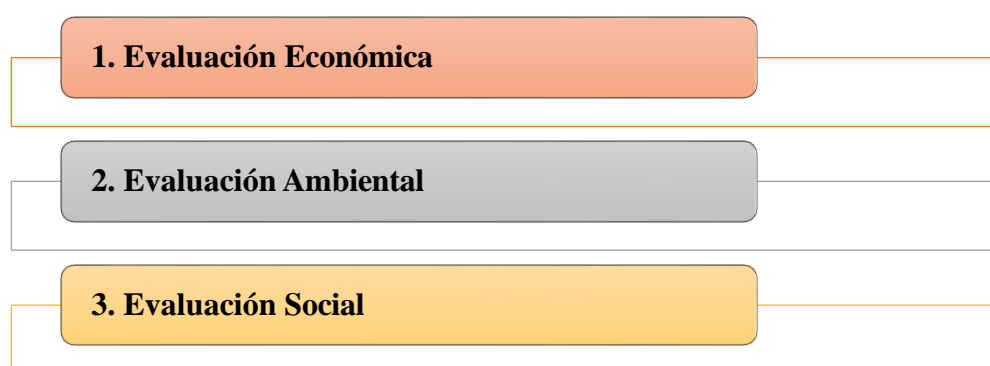 1. Evaluación Económica
2. Evaluación Ambiental
3. Evaluación Social